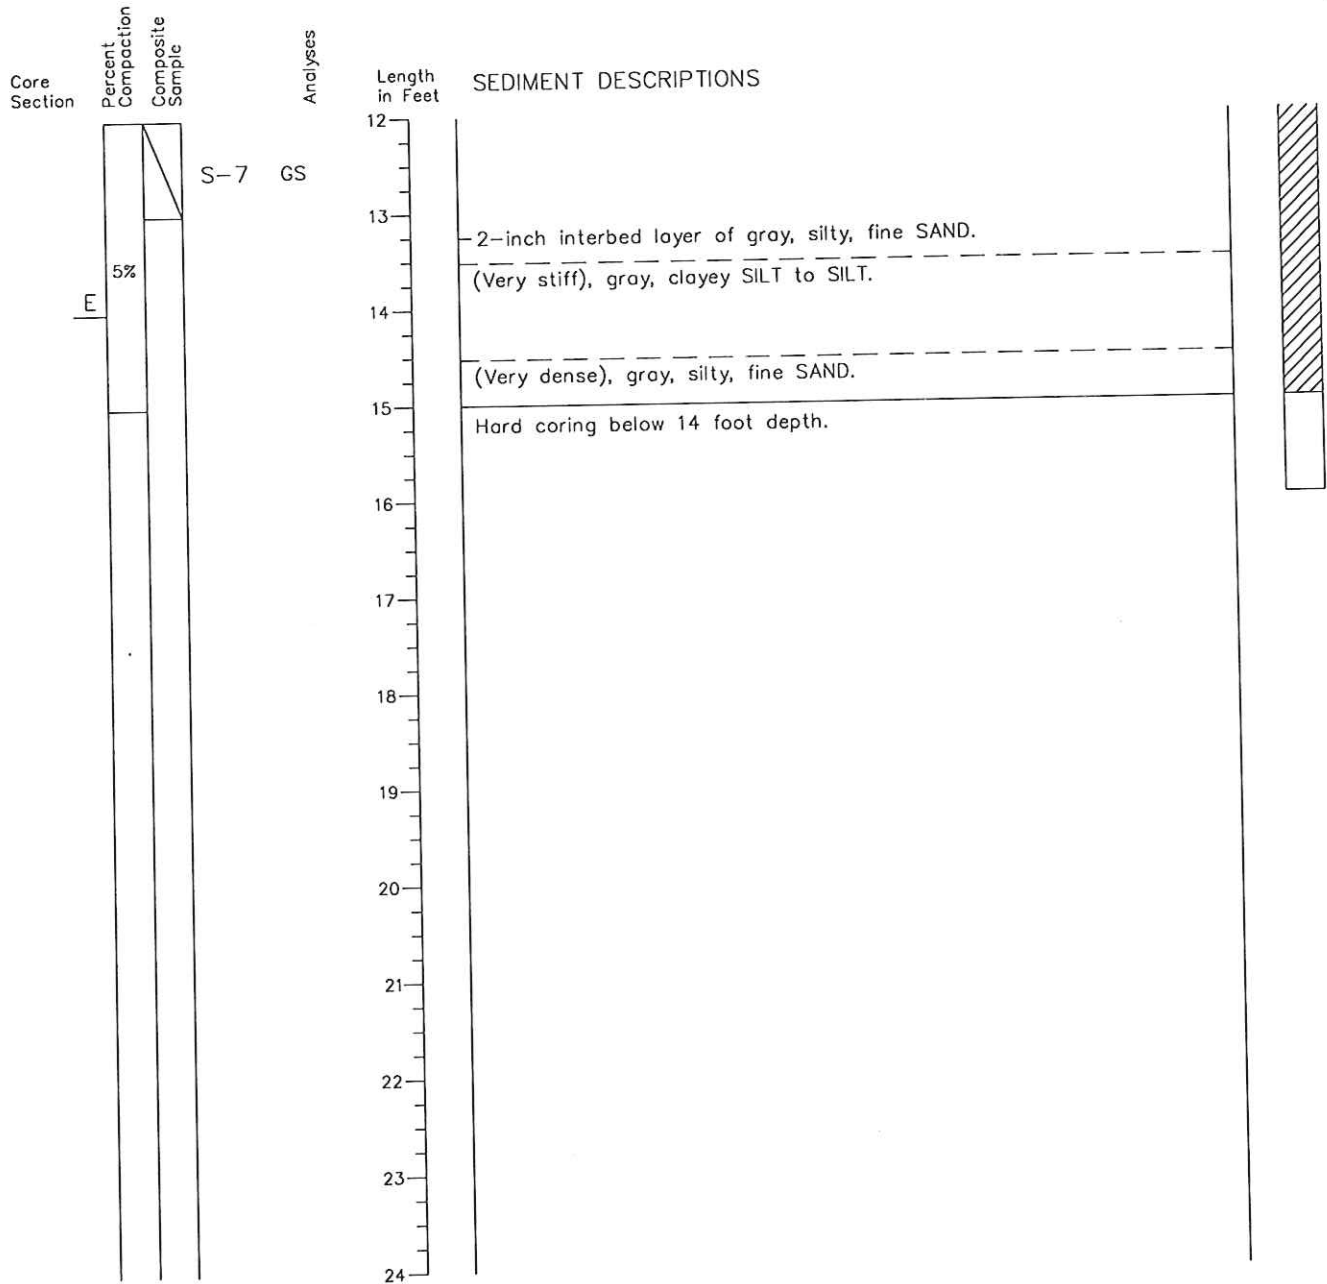 Core
Section
Percent
Compaction
Composite
Sample
Analyses
Length
in Feet
SEDIMENT DESCRIPTIONS
12
S-7 GS
13
2-inch interbed layer of gray, silty, fine SAND.
5%
(Very stiff), gray, clayey SILT to SILT.
E
14
(Very dense), gray, silty, fine SAND.
15
Hard coring below 14 foot depth.
16
17
18
19
20
21
22
23
24